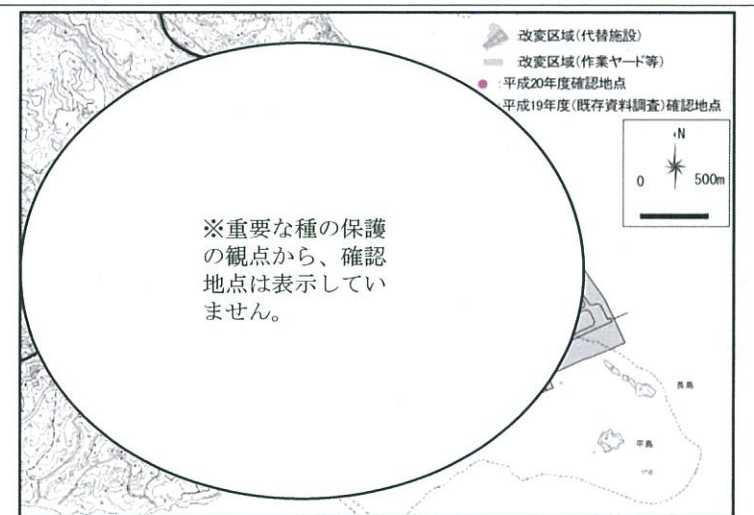 改変区域(代替施設)
改変区域(作業ヤード等)
:平成20年度確認地点
:平成19年度(既存資料調査)確認地点
N
0 500m
※重要な種の保護
の観点から、確認
地点は表示してい
ません。
長島
平島